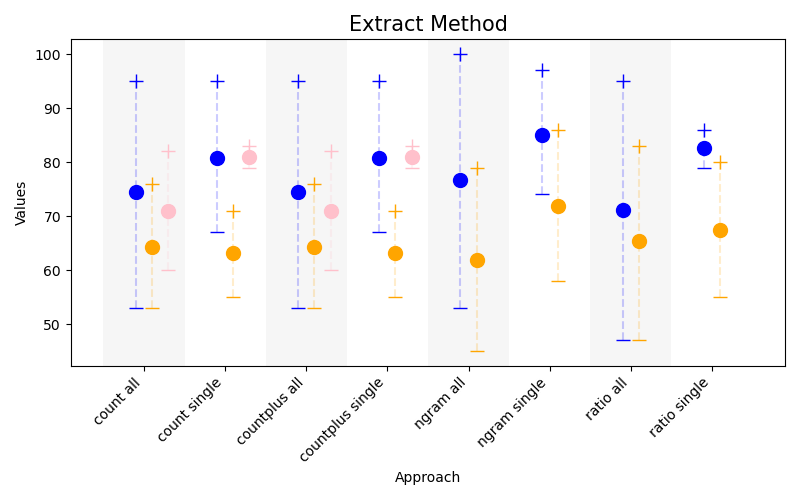 Extract Method
Values
100
90
80
70
60
50
count all
count single
countplus all
countplus single
ngram all
ngram single
ratio all
ratio single
Approach